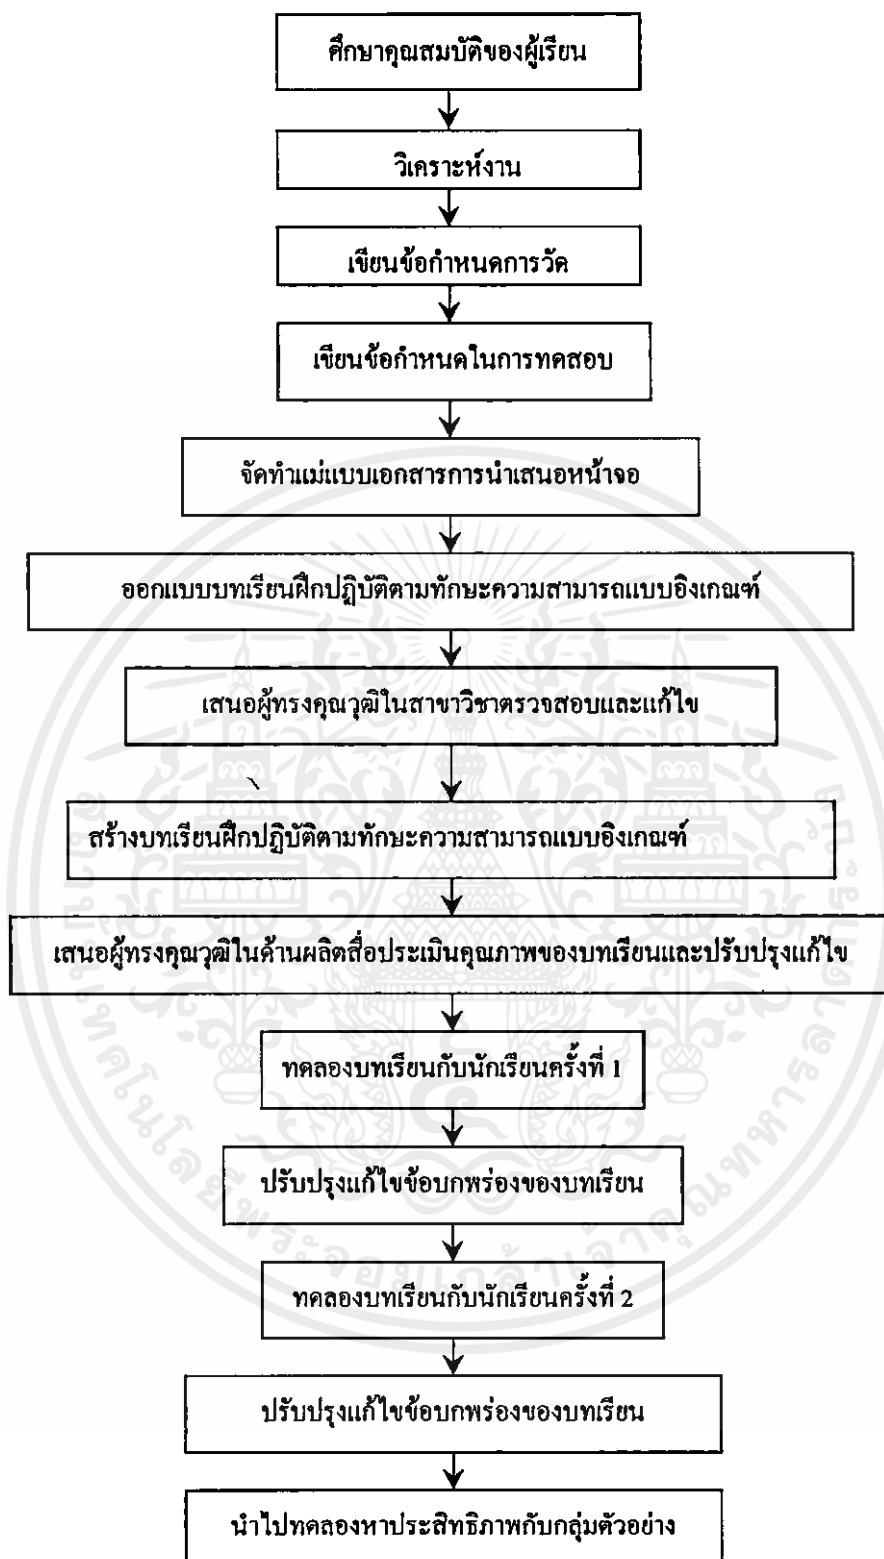 ศึกษาคุณสมบัติของผู้เรียน
วิเคราะห์งาน
เขียนข้อกำหนดการวัด
เขียนข้อกำหนดในการทดสอบ
จัดทำแม่แบบเอกสารการนำเสนอหน้าจอ
ออกแบบบทเรียนฝึกปฏิบัติตามทักษะความสามารถแบบอิงเกณฑ์
เสนอผู้ทรงคุณวุฒิในสาขาวิชาตรวจสอบและแก้ไข
สร้างบทเรียนฝึกปฏิบัติตามทักษะความสามารถแบบอิงเกณฑ์
เสนอผู้ทรงคุณวุฒิในด้านผลิตสื่อประเมินคุณภาพของบทเรียนและปรับปรุงแก้ไข
ทดลองบทเรียนกับนักเรียนครั้งที่ 1
ปรับปรุงแก้ไขข้อบกพร่องของบทเรียน
ทดลองบทเรียนกับนักเรียนครั้งที่ 2
ปรับปรุงแก้ไขข้อบกพร่องของบทเรียน
นำไปทดลองหาประสิทธิภาพกับกลุ่มตัวอย่าง